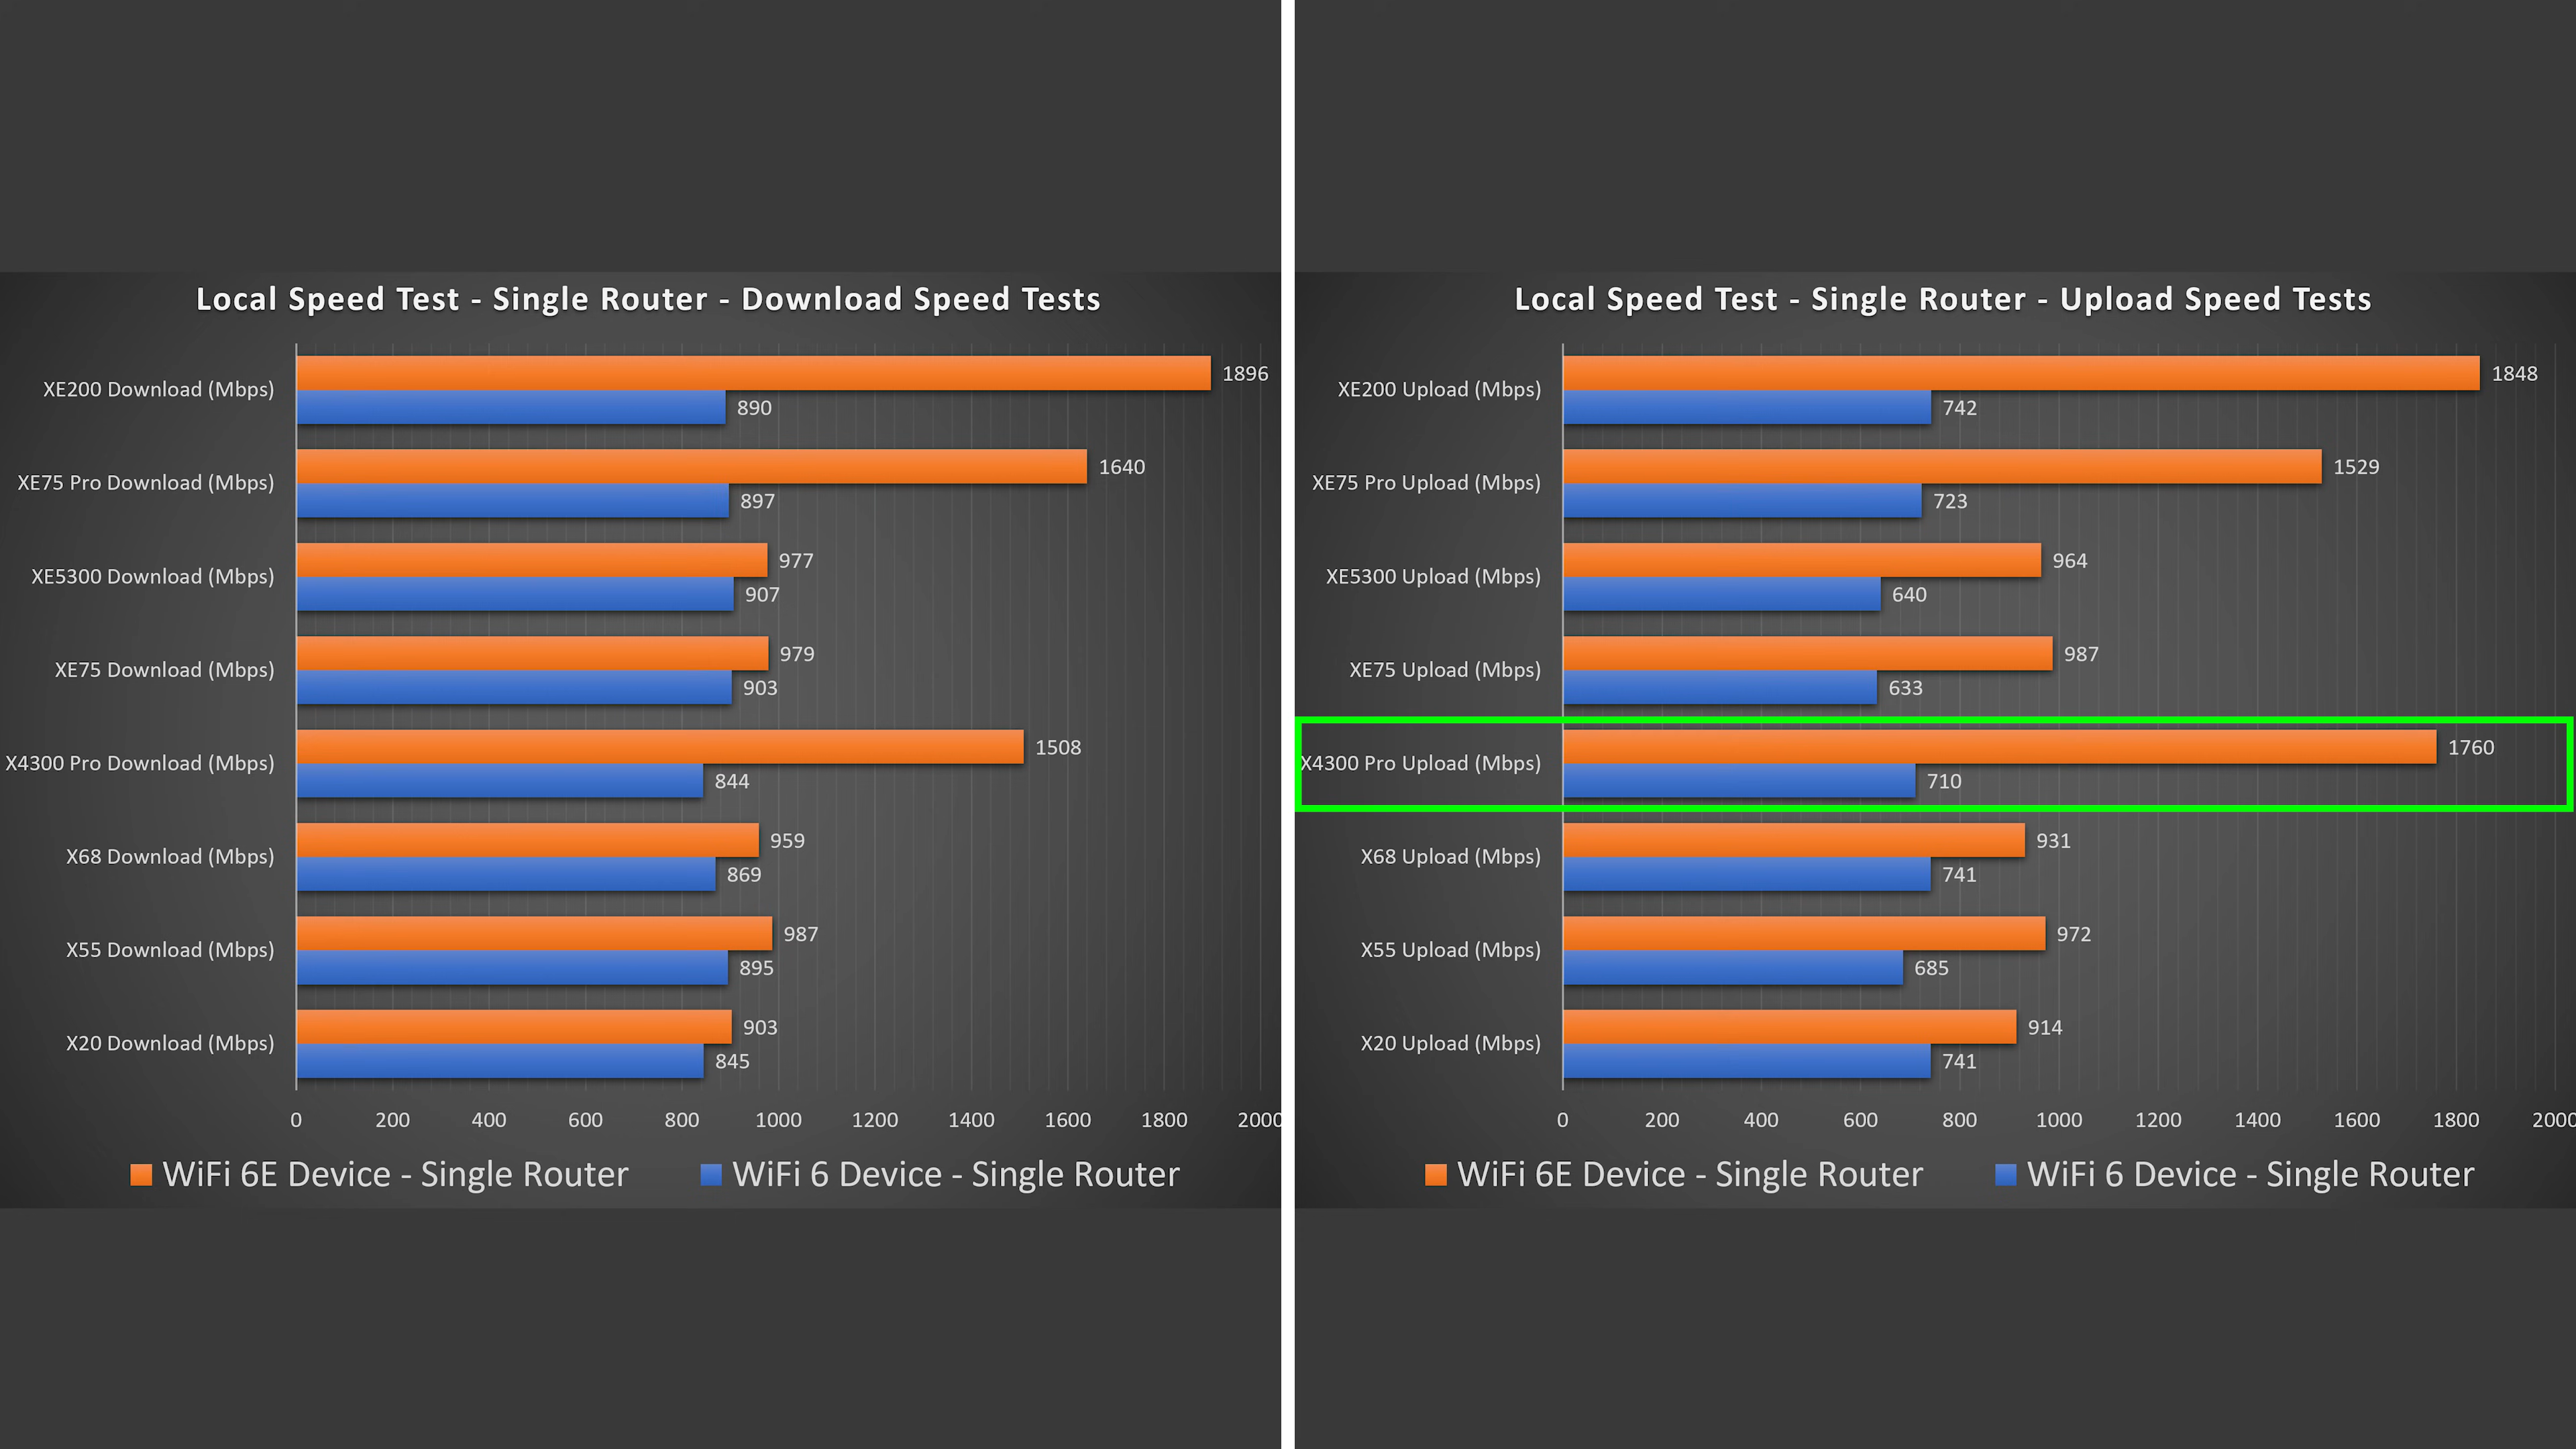 Local Speed Test - Single Router - Download Speed Tests
XE200 Download (Mbps)
1896
890
XE75 Pro Download (Mbps)
1640
897
XE5300 Download (Mbps)
977
907
XE75 Download (Mbps)
979
903
X4300 Pro Download (Mbps)
1508
844
X68 Download (Mbps)
959
869
X55 Download (Mbps)
987
895
X20 Download (Mbps)
903
845
0 200 400 600 800 1000 1200 1400 1600 1800 2000
WiFi 6E Device - Single Router WiFi 6 Device - Single Router
Local Speed Test - Single Router - Upload Speed Tests
XE200 Upload (Mbps)
1848
742
XE75 Pro Upload (Mbps)
1529
723
XE5300 Upload (Mbps)
964
640
XE75 Upload (Mbps)
987
633
X4300 Pro Upload (Mbps)
1760
710
X68 Upload (Mbps)
931
741
X55 Upload (Mbps)
972
685
X20 Upload (Mbps)
914
741
0 200 400 600 800 1000 1200 1400 1600 1800 2000
WiFi 6E Device - Single Router WiFi 6 Device - Single Router